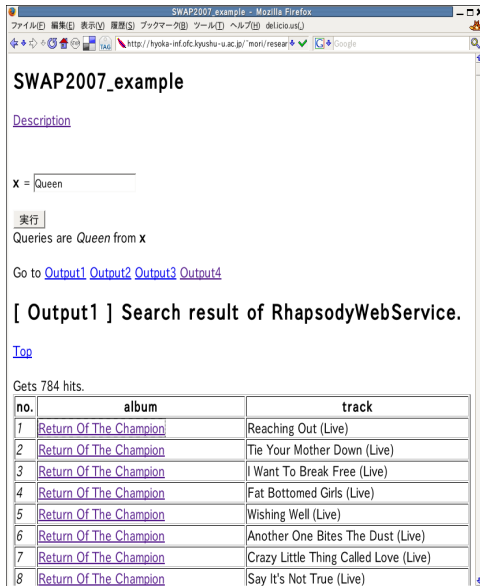 SWAP2007_example - Mozilla Firefox
ファイル(F) 編集(E) 表示(V) 履歴(S) ブックマーク(B) ツール(T) ヘルプ(H) del.icio.us(,)
TAG http://hyoka-inf.ofc.kyushu-u.ac.jp/~mori/resear G Google
SWAP2007_example
Description
x = Queen
実行
Queries are Queen from x
Go to Output1 Output2 Output3 Output4
[ Output1 ] Search result of RhapsodyWebService.
Top
Gets 784 hits.
no. album track
1 Return Of The Champion Reaching Out (Live)
2 Return Of The Champion Tie Your Mother Down (Live)
3 Return Of The Champion I Want To Break Free (Live)
4 Return Of The Champion Fat Bottomed Girls (Live)
5 Return Of The Champion Wishing Well (Live)
6 Return Of The Champion Another One Bites The Dust (Live)
7 Return Of The Champion Crazy Little Thing Called Love (Live)
8 Return Of The Champion Say It's Not True (Live)